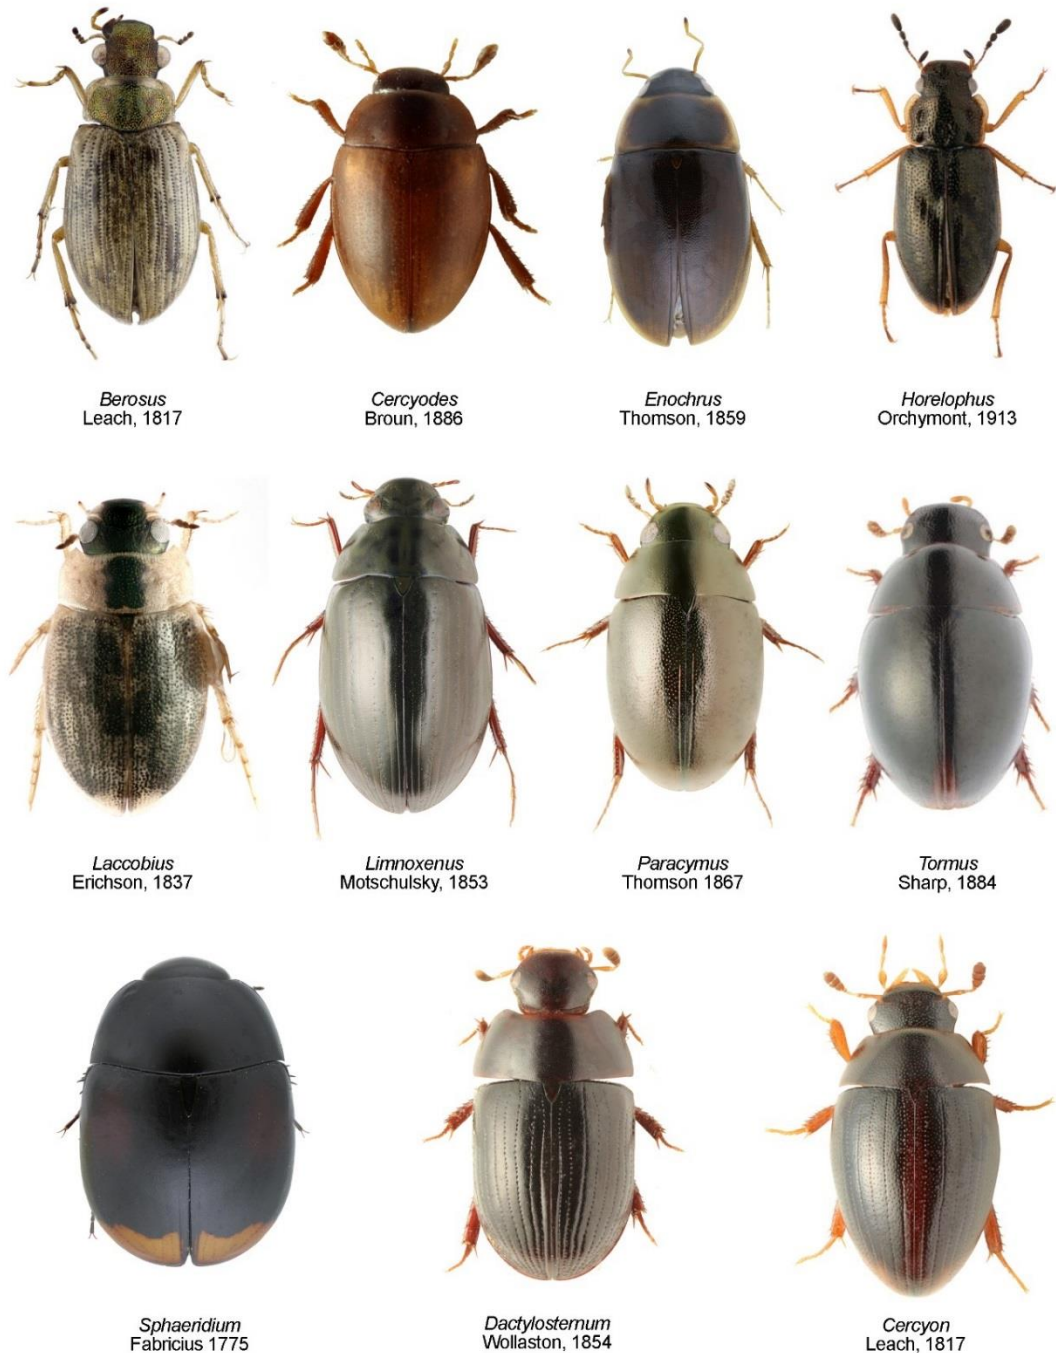 Berosus
Leach, 1817
Cercyodes
Broun, 1886
Enochrus
Thomson, 1859
Horelophus
Orchymont, 1913
Laccobius
Erichson, 1837
Limnoxenus
Motschulsky, 1853
Paracymus
Thomson 1867
Tormus
Sharp, 1884
Sphaeridium
Fabricius 1775
Dactylosternum
Wollaston, 1854
Cercyon
Leach, 1817